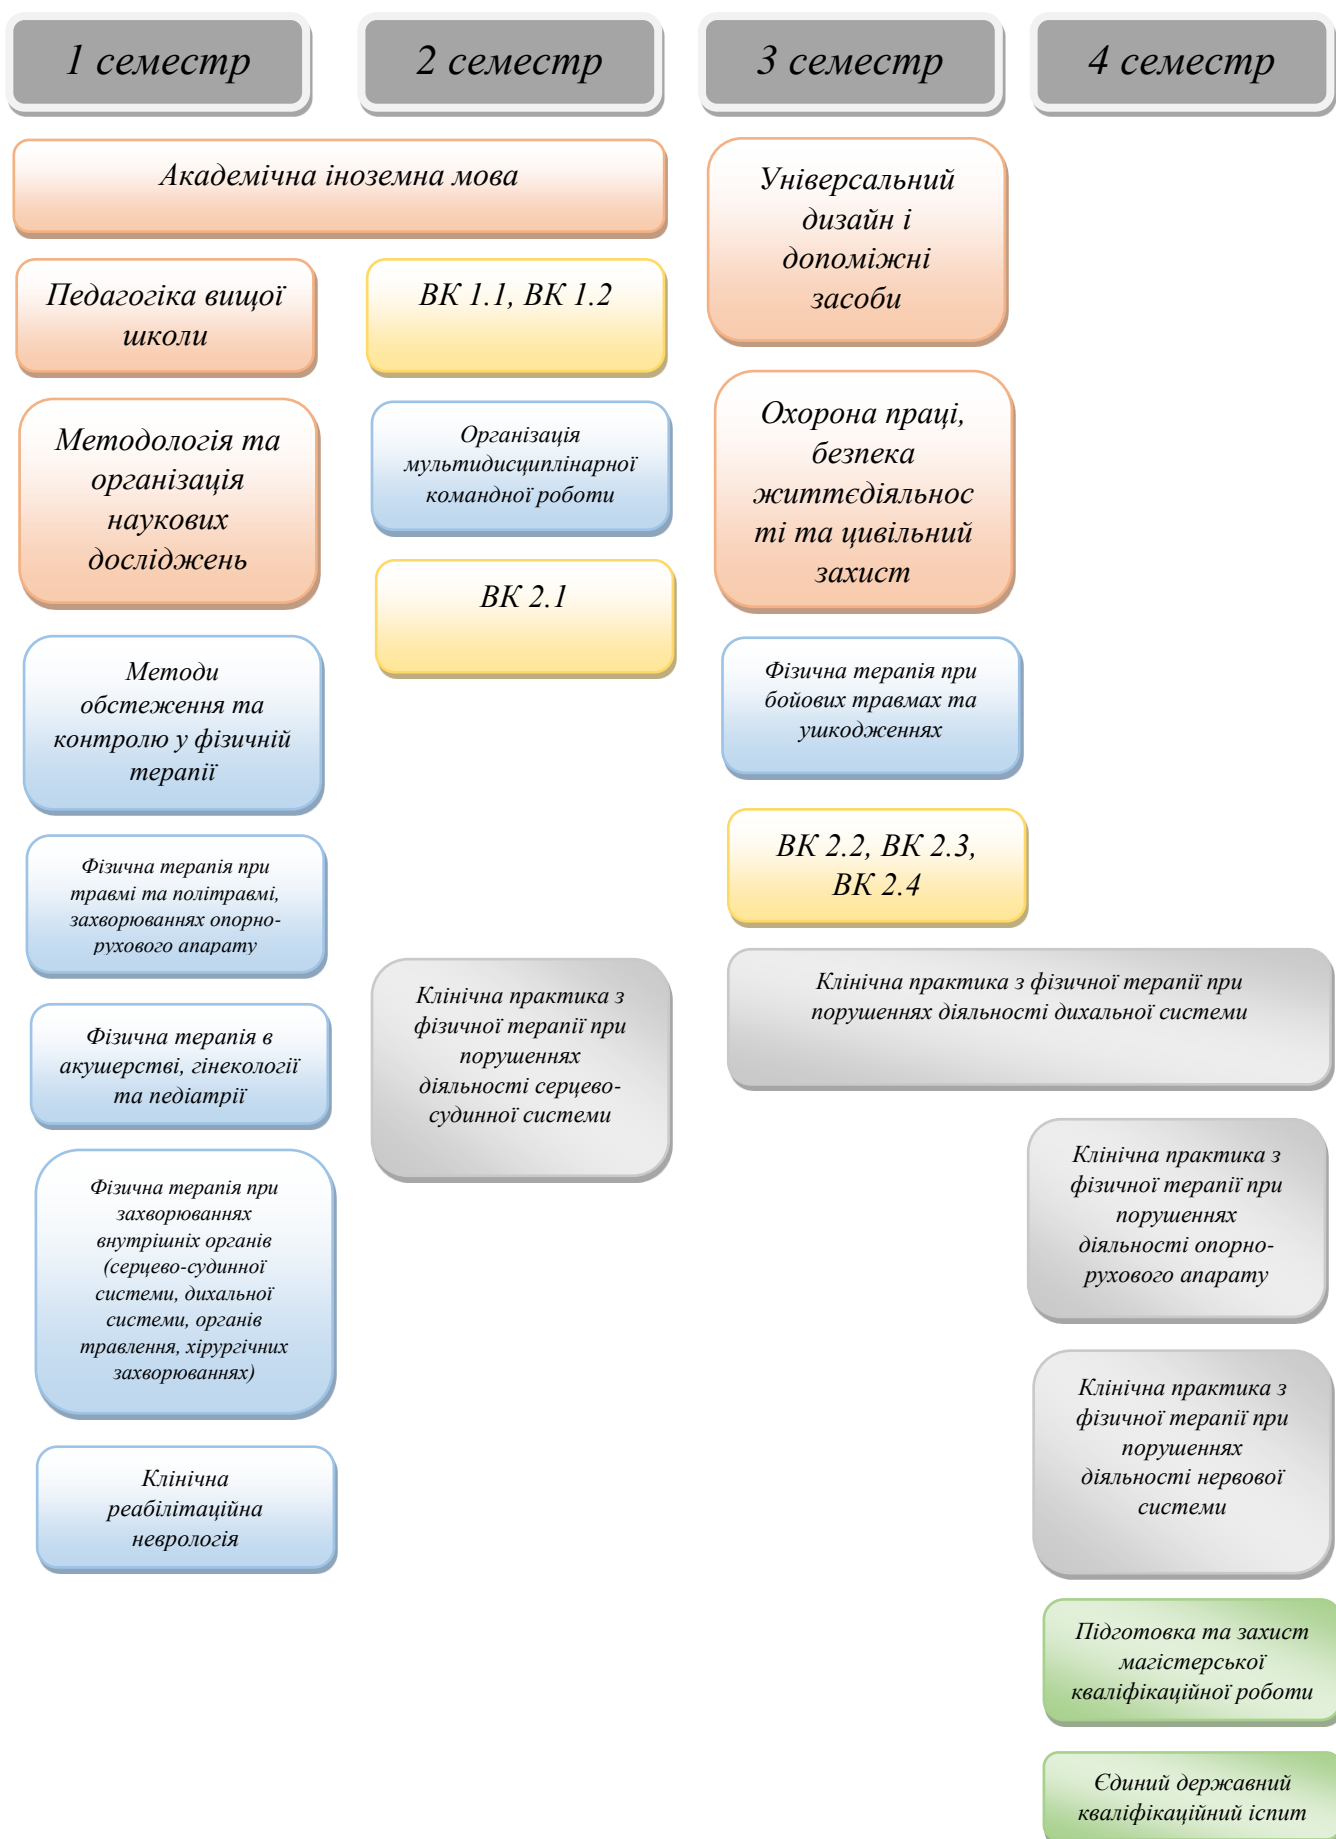 1 семестр
2 семестр
3 семестр
4 семестр
Академічна іноземна мова
Педагогіка вищої
школи
Методологія та
організація
наукових
досліджень
Методи
обстеження та
контролю у фізичній
терапії
Фізична терапія при
травмі та політравмі,
захворюваннях опорно-
рухового апарату
Фізична терапія в
акушерстві, гінекології
та педіатрії
Фізична терапія при
захворюваннях
внутрішніх органів
(серцево-судинної
системи, дихальної
системи, органів
травлення, хірургічних
захворюваннях)
Клінічна
реабілітаційна
неврологія
ВК 1.1, ВК 1.2
Організація
мультидисциплінарної
командної роботи
ВК 2.1
Клінічна практика з
фізичної терапії при
порушеннях
діяльності серцево-
судинної системи
Універсальний
дизайн і
допоміжні
засоби
Охорона праці,
безпека
життєдіяльнос
ті та цивільний
захист
Фізична терапія при
бойових травмах та
ушкодженнях
ВК 2.2, ВК 2.3,
ВК 2.4
Клінічна практика з фізичної терапії при
порушеннях діяльності дихальної системи
Клінічна практика з
фізичної терапії при
порушеннях
діяльності опорно-
рухового апарату
Клінічна практика з
фізичної терапії при
порушеннях
діяльності нервової
системи
Підготовка та захист
магістерської
кваліфікаційної роботи
Єдиний державний
кваліфікаційний іспит